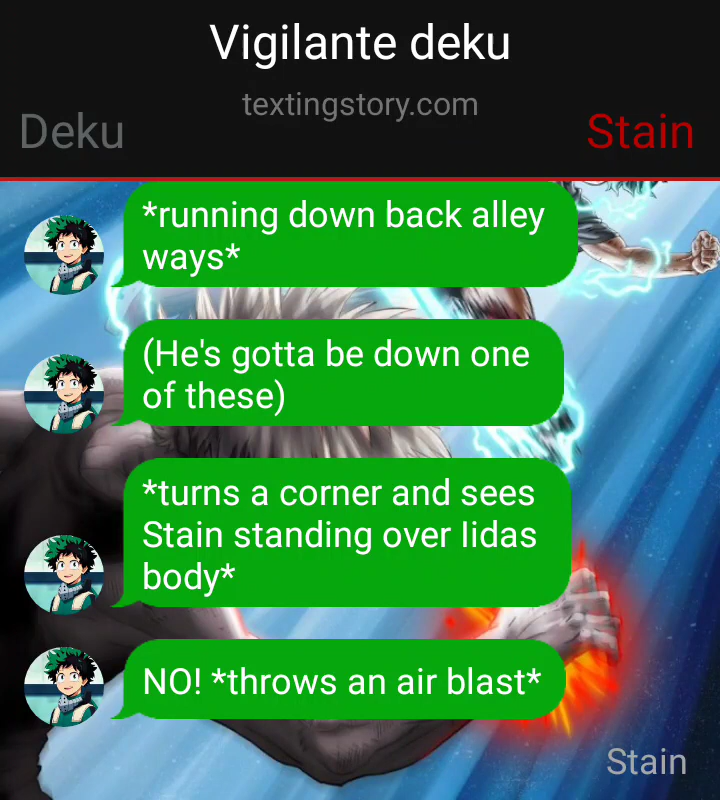 Vigilante deku
textingstory.com
Deku
Stain
*running down back alley
ways*
(He's gotta be down one
of these)
*turns a corner and sees
Stain standing over Iidas
body*
NO! *throws an air blast*
Stain